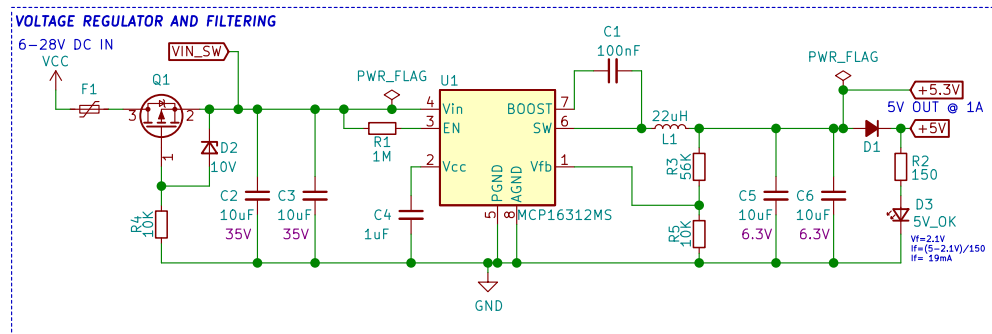 VOLTAGE REGULATOR AND FILTERING
6-28V DC IN
VCC
VIN_SW
F1
Q1
3
2
1
D2
10V
R4
10K
C2
10uF
35V
C3
10uF
35V
PWR_FLAG
R1
1M
C4
1uF
U1
4
Vin
3
EN
2
Vcc
BOOST
7
SW
6
Vfb
1
PGND
AGND
5
8
MCP16312MS
GND
C1
100nF
22uH
L1
R3
56K
R5
10K
C5
10uF
6.3V
C6
10uF
6.3V
PWR_FLAG
+5.3V
5V OUT @ 1A
+5V
D1
R2
150
D3
5V_OK
Vf=2.1V
If=(5-2.1V)/150
If= 19mA